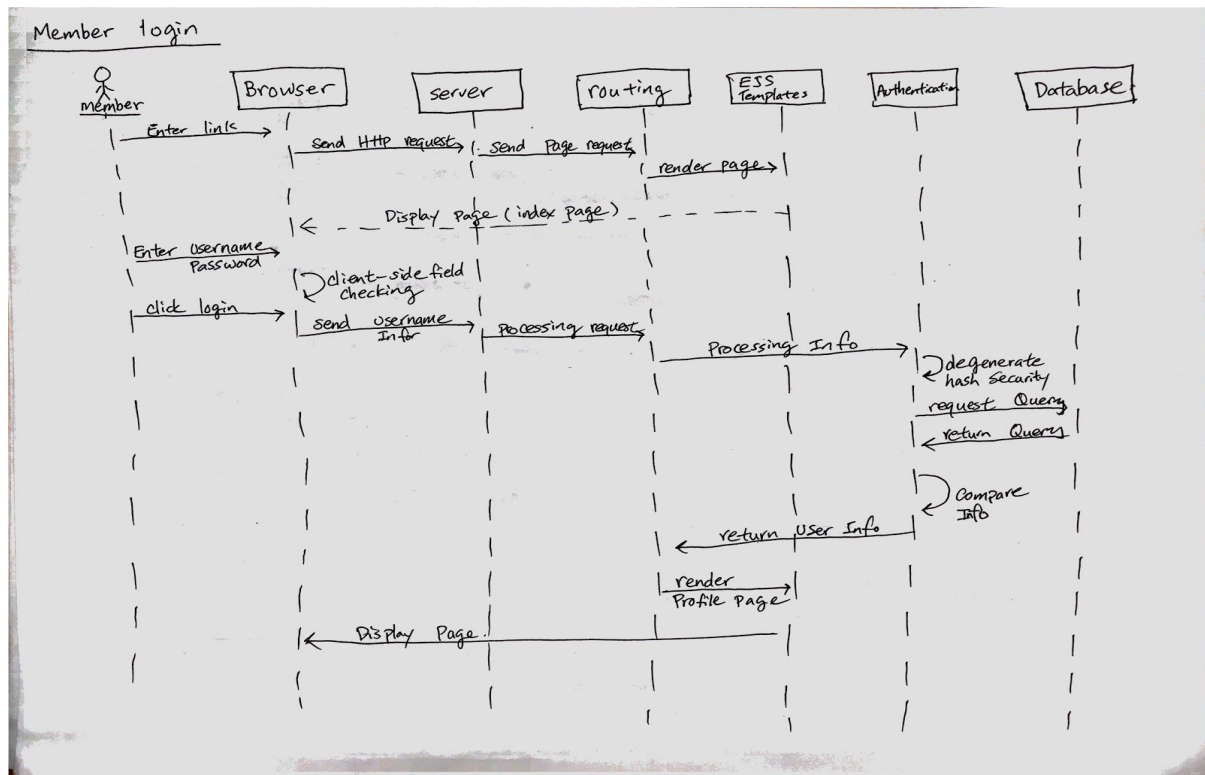 Member login
member
Browser
server
routing
EJS
Templates
Authentication
Database
Enter link
send HTTP request
send page request
render page
Display page (index page)
Enter username
Password
client-side field
checking
click login
send username
Infor
Processing request
Processing Info
degenerate
hash security
request Query
return Query
Compare
Info
return User Info
render
Profile page
Display Page.